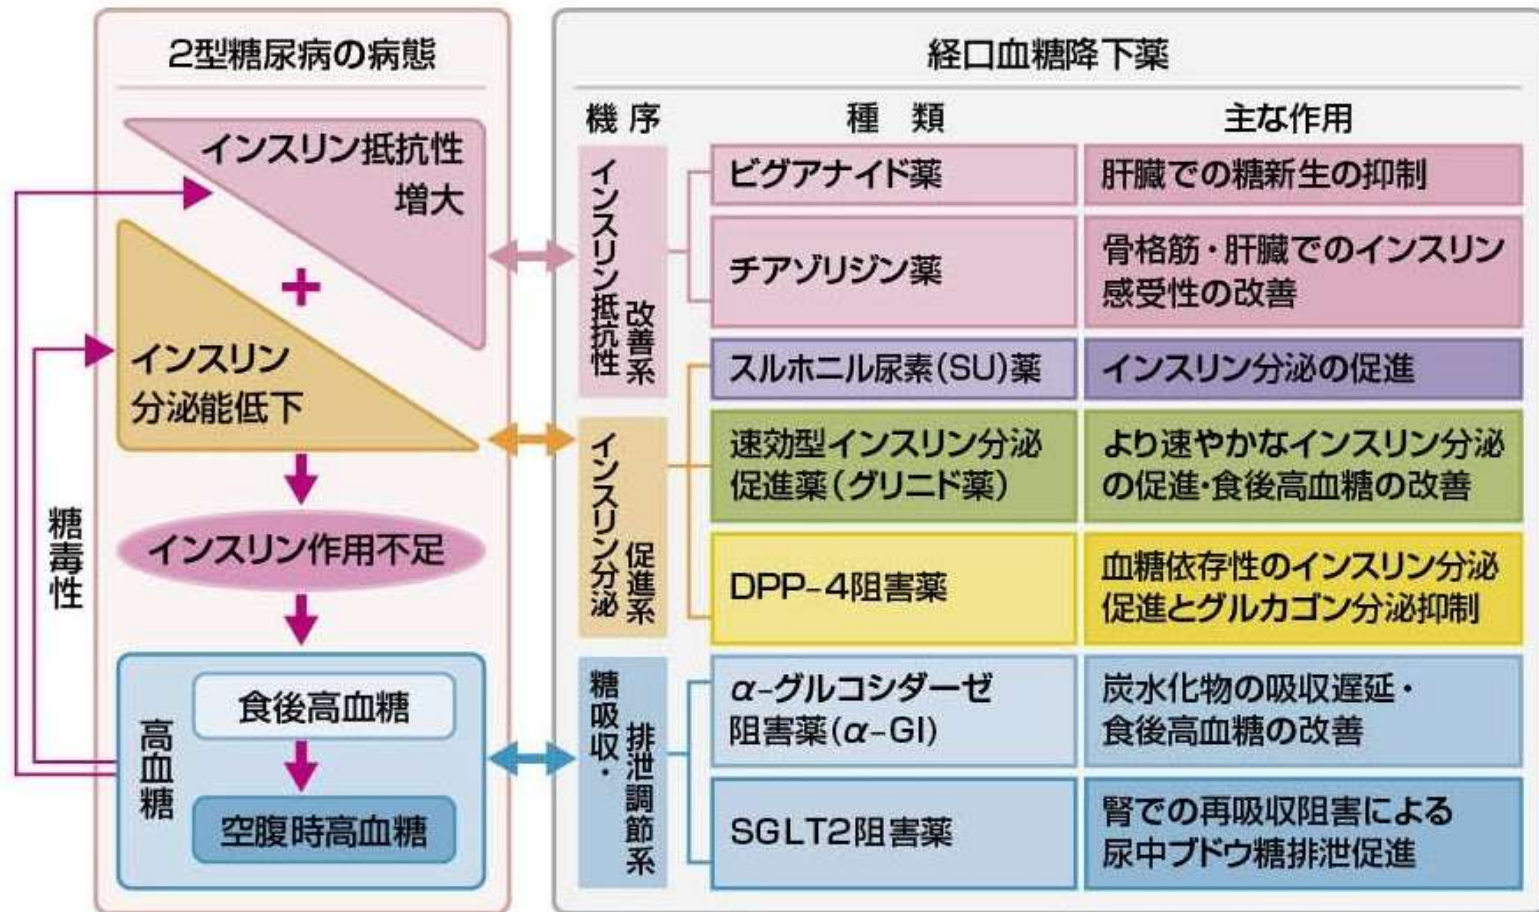 2型糖尿病の病態
インスリン抵抗性
増大
+
インスリン
分泌能低下
インスリン作用不足
高血糖
食後高血糖
空腹時高血糖
糖毒性
経口血糖降下薬
機序
種類
主な作用
インスリン抵抗性
改善系
ビグアナイド薬
肝臓での糖新生の抑制
チアゾリジン薬
骨格筋・肝臓でのインスリン
感受性の改善
インスリン分泌
促進系
スルホニル尿素(SU)薬
インスリン分泌の促進
速効型インスリン分泌
促進薬(グリニド薬)
より速やかなインスリン分泌
の促進・食後高血糖の改善
DPP-4阻害薬
血糖依存性のインスリン分泌
促進とグルカゴン分泌抑制
糖吸収・
排泄調節系
α-グルコシダーゼ
阻害薬(α-GI)
炭水化物の吸収遅延・
食後高血糖の改善
SGLT2阻害薬
腎での再吸収阻害による
尿中ブドウ糖排泄促進